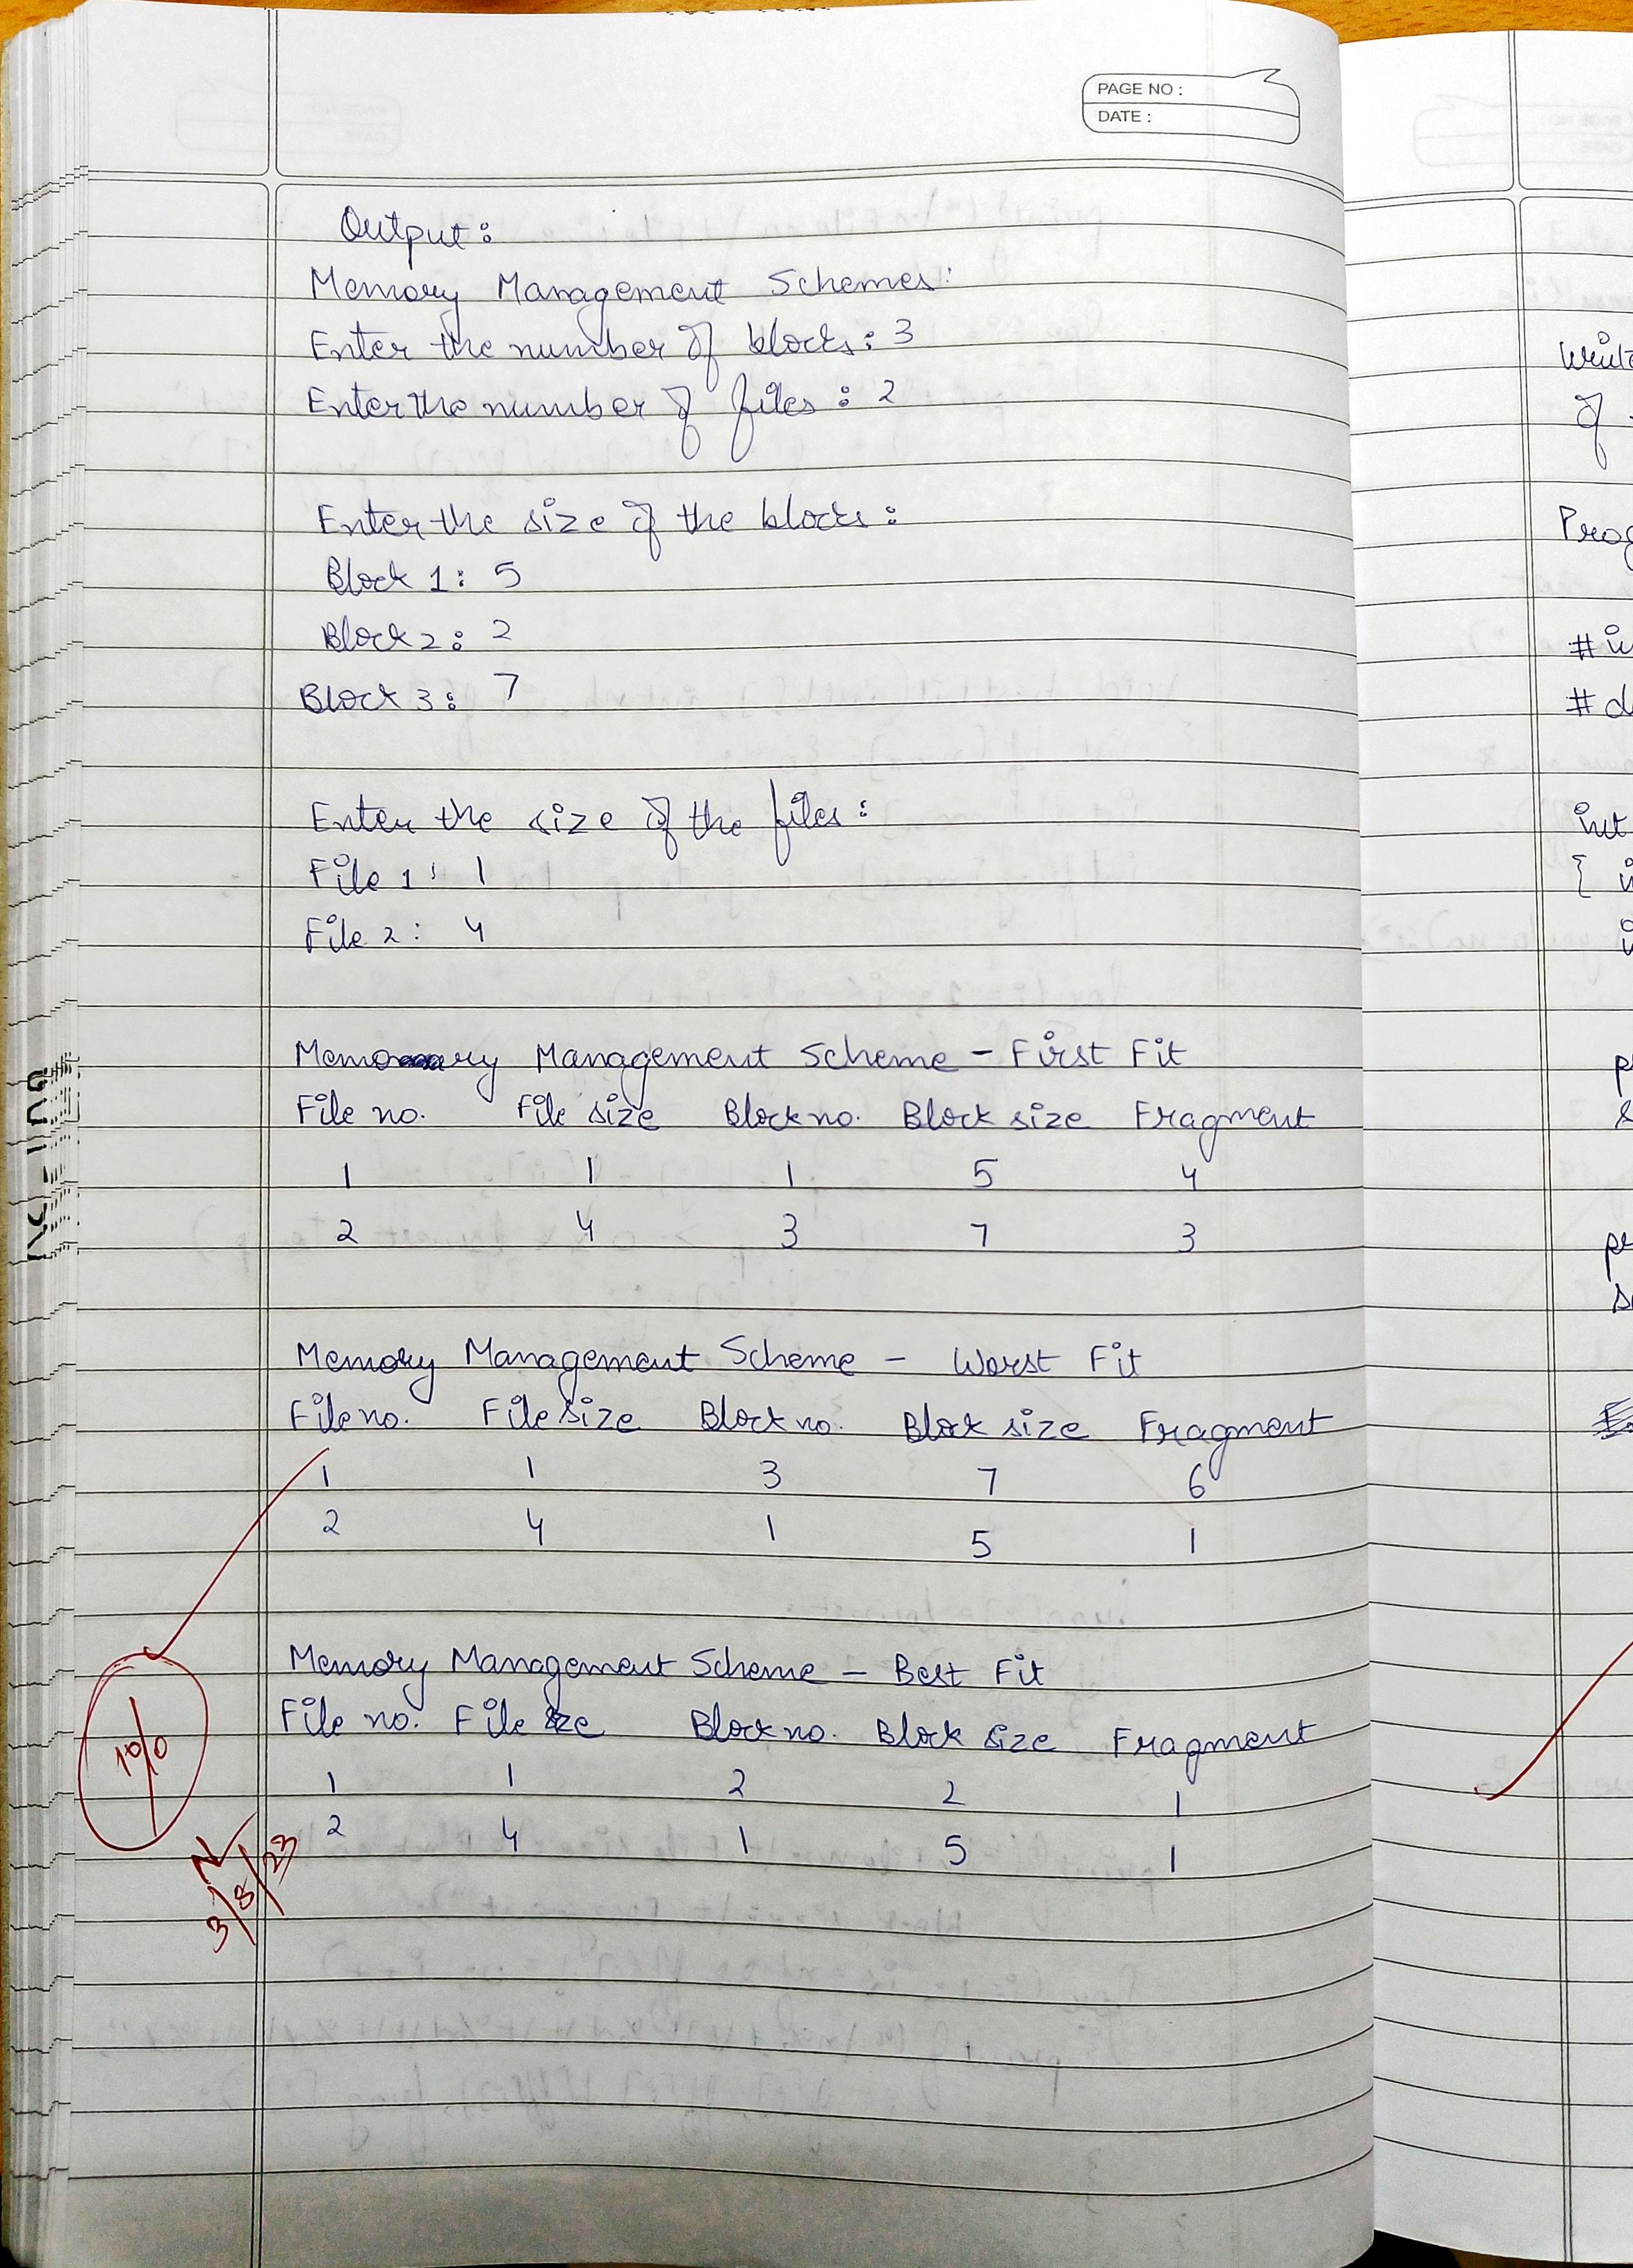 PAGE NO :
DATE :
Output :
Memory Management Schemes:
Enter the number of blocks : 3
Enter the number of files : 2
Enter the size of the blocks :
Block 1 : 5
Block 2 : 2
Block 3 : 7
Enter the size of the files :
File 1 : 1
File 2 : 4
Memory Management Scheme - First Fit
File no. File size Block no. Block size Fragment
1 1 1 5 4
2 4 3 7 3
Memory Management Scheme - Worst Fit
File no. File size Block no. Block size Fragment
1 1 3 7 6
2 4 1 5 1
Memory Management Scheme - Best Fit
File no. File size Block no. Block size Fragment
1 1 2 2 1
2 4 1 5 1
3/8/23
Prog
int
{